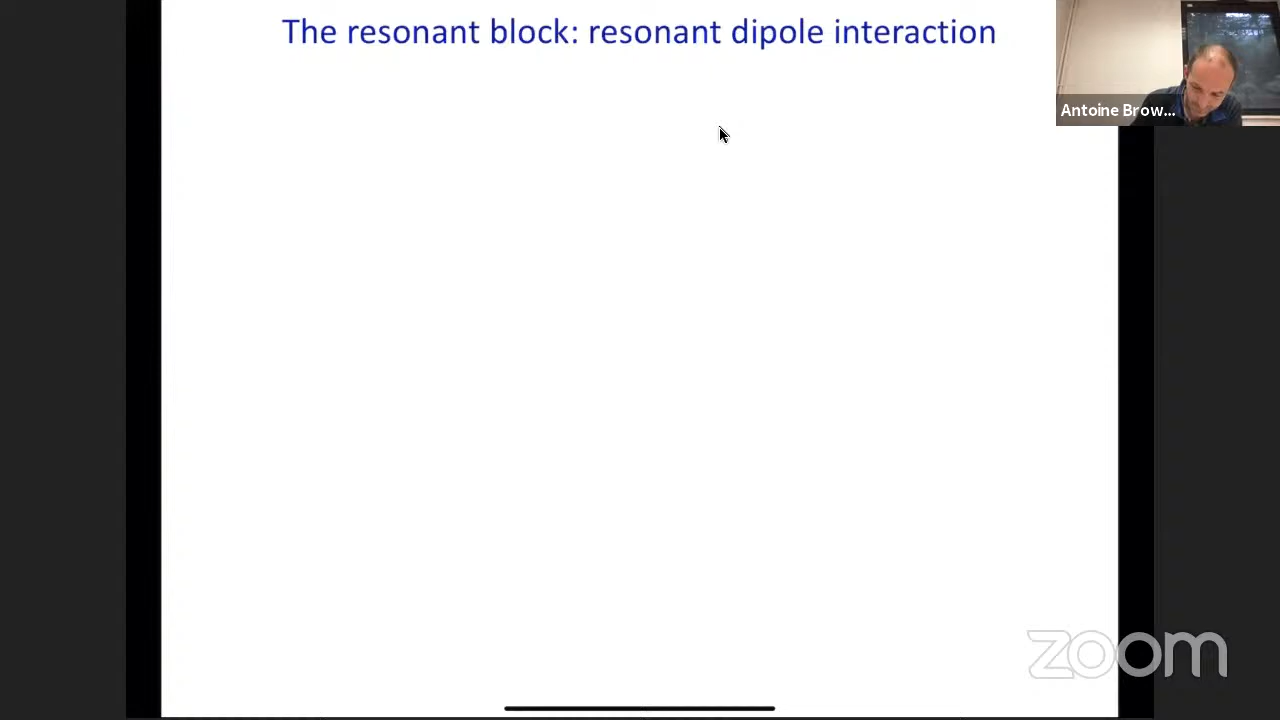 The resonant block: resonant dipole interaction
Antoine Brow...
zoom